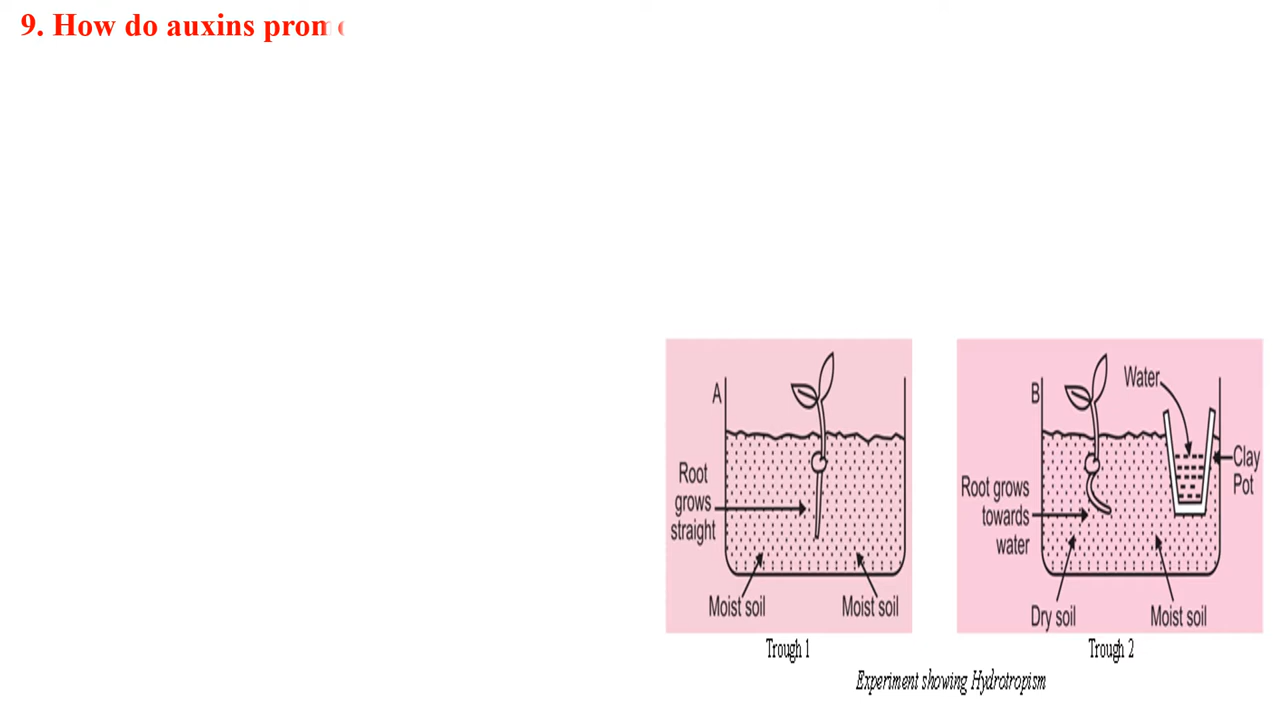 9. How do auxins
A
Root
grows
straight
Moist soil
Moist soil
Trough 1
B
Water
Clay
Pot
Root grows
towards
water
Dry soil
Moist soil
Trough 2
Experiment showing Hydrotropism